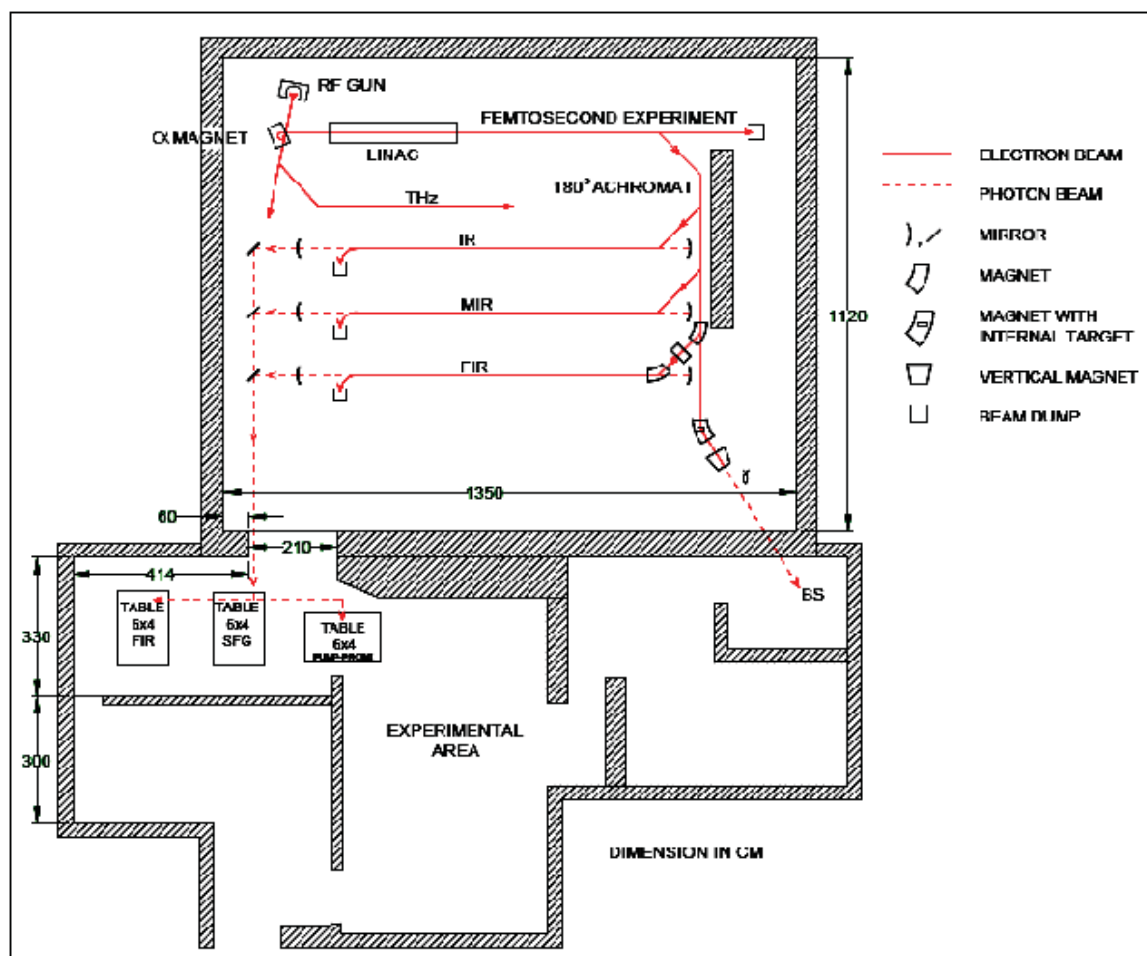 RF GUN
FEMTOSECOND EXPERIMENT
α MAGNET
LINAC
180° ACHROMAT
THz
IR
MIR
FIR
1120
1350
γ
60
210
414
BS
TABLE
6x4
FIR
TABLE
6x4
SFG
TABLE
6x4
PUMP-PROBE
330
300
EXPERIMENTAL
AREA
DIMENSION IN CM
ELECTRON BEAM
PHOTON BEAM
MIRROR
MAGNET
MAGNET WITH
INTERNAL TARGET
VERTICAL MAGNET
BEAM DUMP